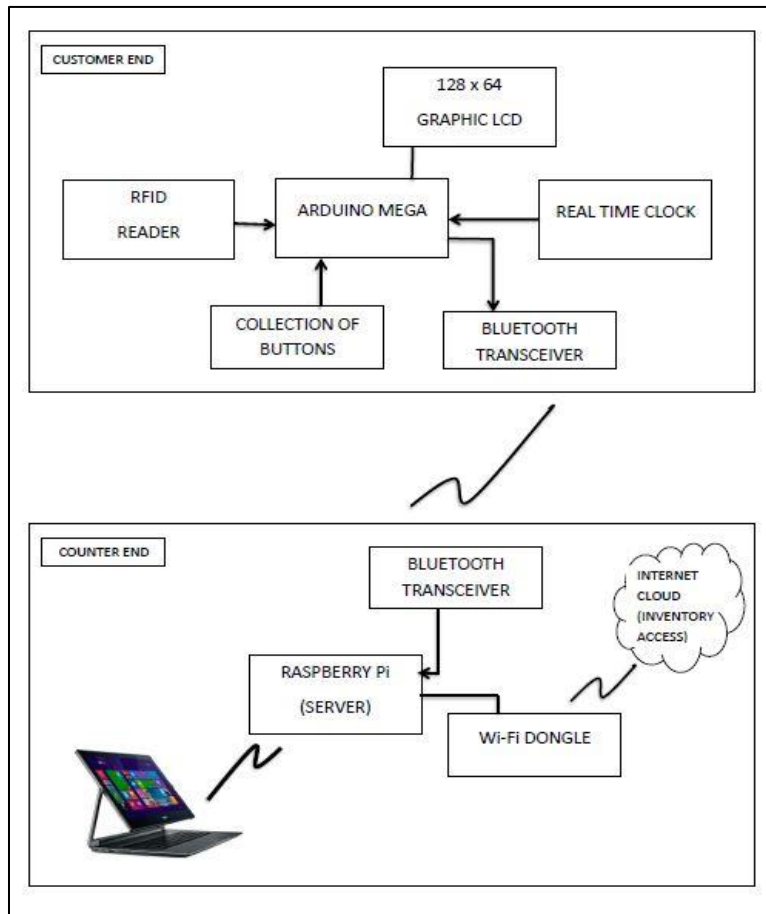 CUSTOMER END
128 x 64
GRAPHIC LCD
RFID
READER
ARDUINO MEGA
REAL TIME CLOCK
COLLECTION OF
BUTTONS
BLUETOOTH
TRANSCEIVER
COUNTER END
BLUETOOTH
TRANSCEIVER
INTERNET
CLOUD
(INVENTORY
ACCESS)
RASPBERRY Pi
(SERVER)
Wi-Fi DONGLE